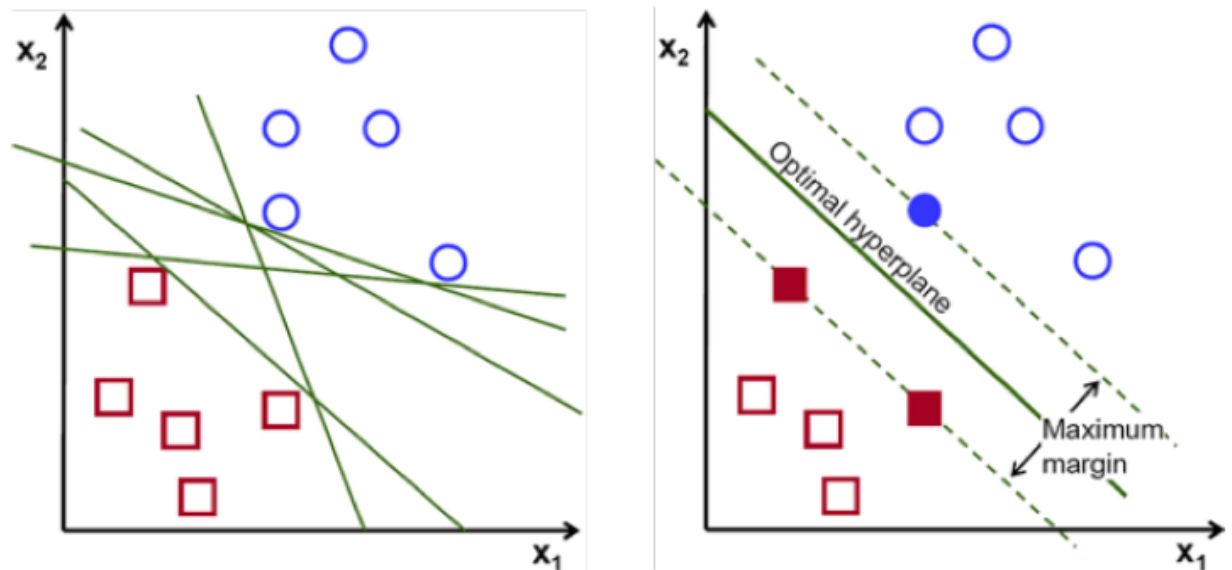 x₂
x₁
x₂
Optimal hyperplane
Maximum
margin
x₁